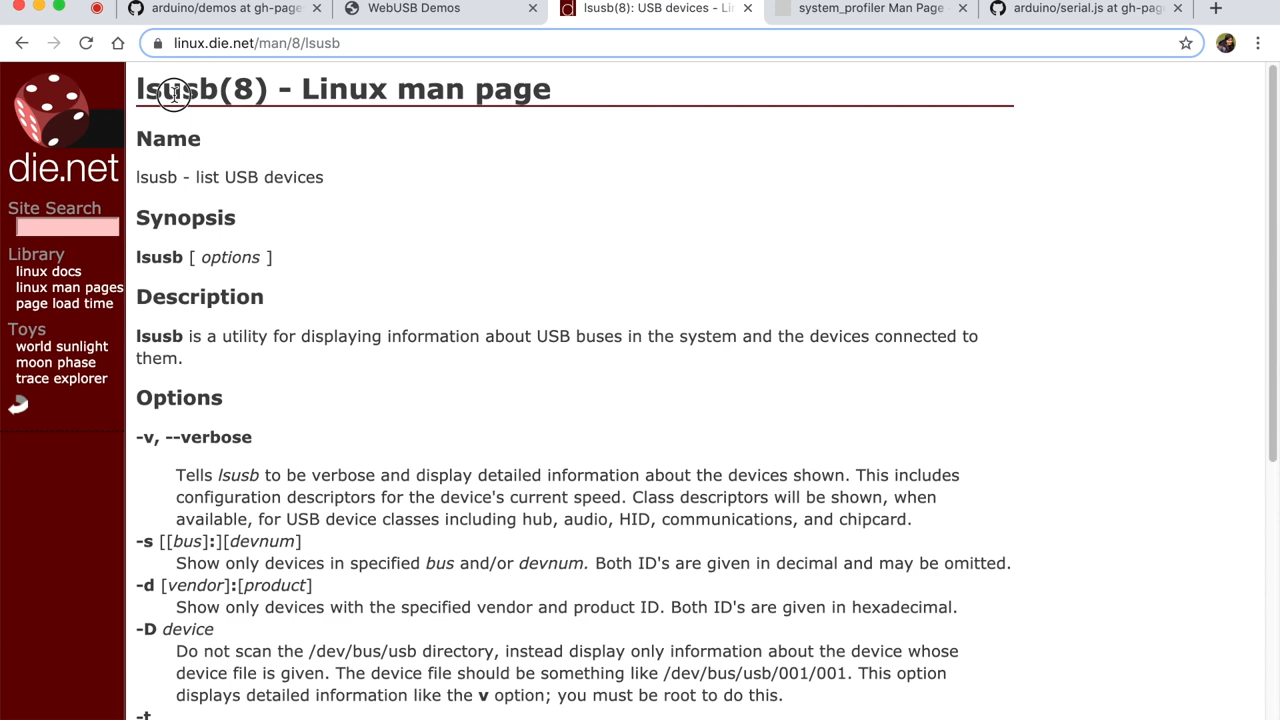 arduino/demos at gh-page
WebUSB Demos
lsusb(8): USB devices - Li
system_profiler Man Page -
arduino/serial.js at gh-pag
linux.die.net/man/8/lsusb
die.net
Site Search
Library
linux docs
linux man pages
page load time
Toys
world sunlight
moon phase
trace explorer
lsusb(8) - Linux man page
Name
lsusb - list USB devices
Synopsis
lsusb [ options ]
Description
lsusb is a utility for displaying information about USB buses in the system and the devices connected to
them.
Options
-v, --verbose
Tells lsusb to be verbose and display detailed information about the devices shown. This includes
configuration descriptors for the device's current speed. Class descriptors will be shown, when
available, for USB device classes including hub, audio, HID, communications, and chipcard.
-s [[bus]:][devnum]
Show only devices in specified bus and/or devnum. Both ID's are given in decimal and may be omitted.
-d [vendor]:[product]
Show only devices with the specified vendor and product ID. Both ID's are given in hexadecimal.
-D device
Do not scan the /dev/bus/usb directory, instead display only information about the device whose
device file is given. The device file should be something like /dev/bus/usb/001/001. This option
displays detailed information like the v option; you must be root to do this.
-t